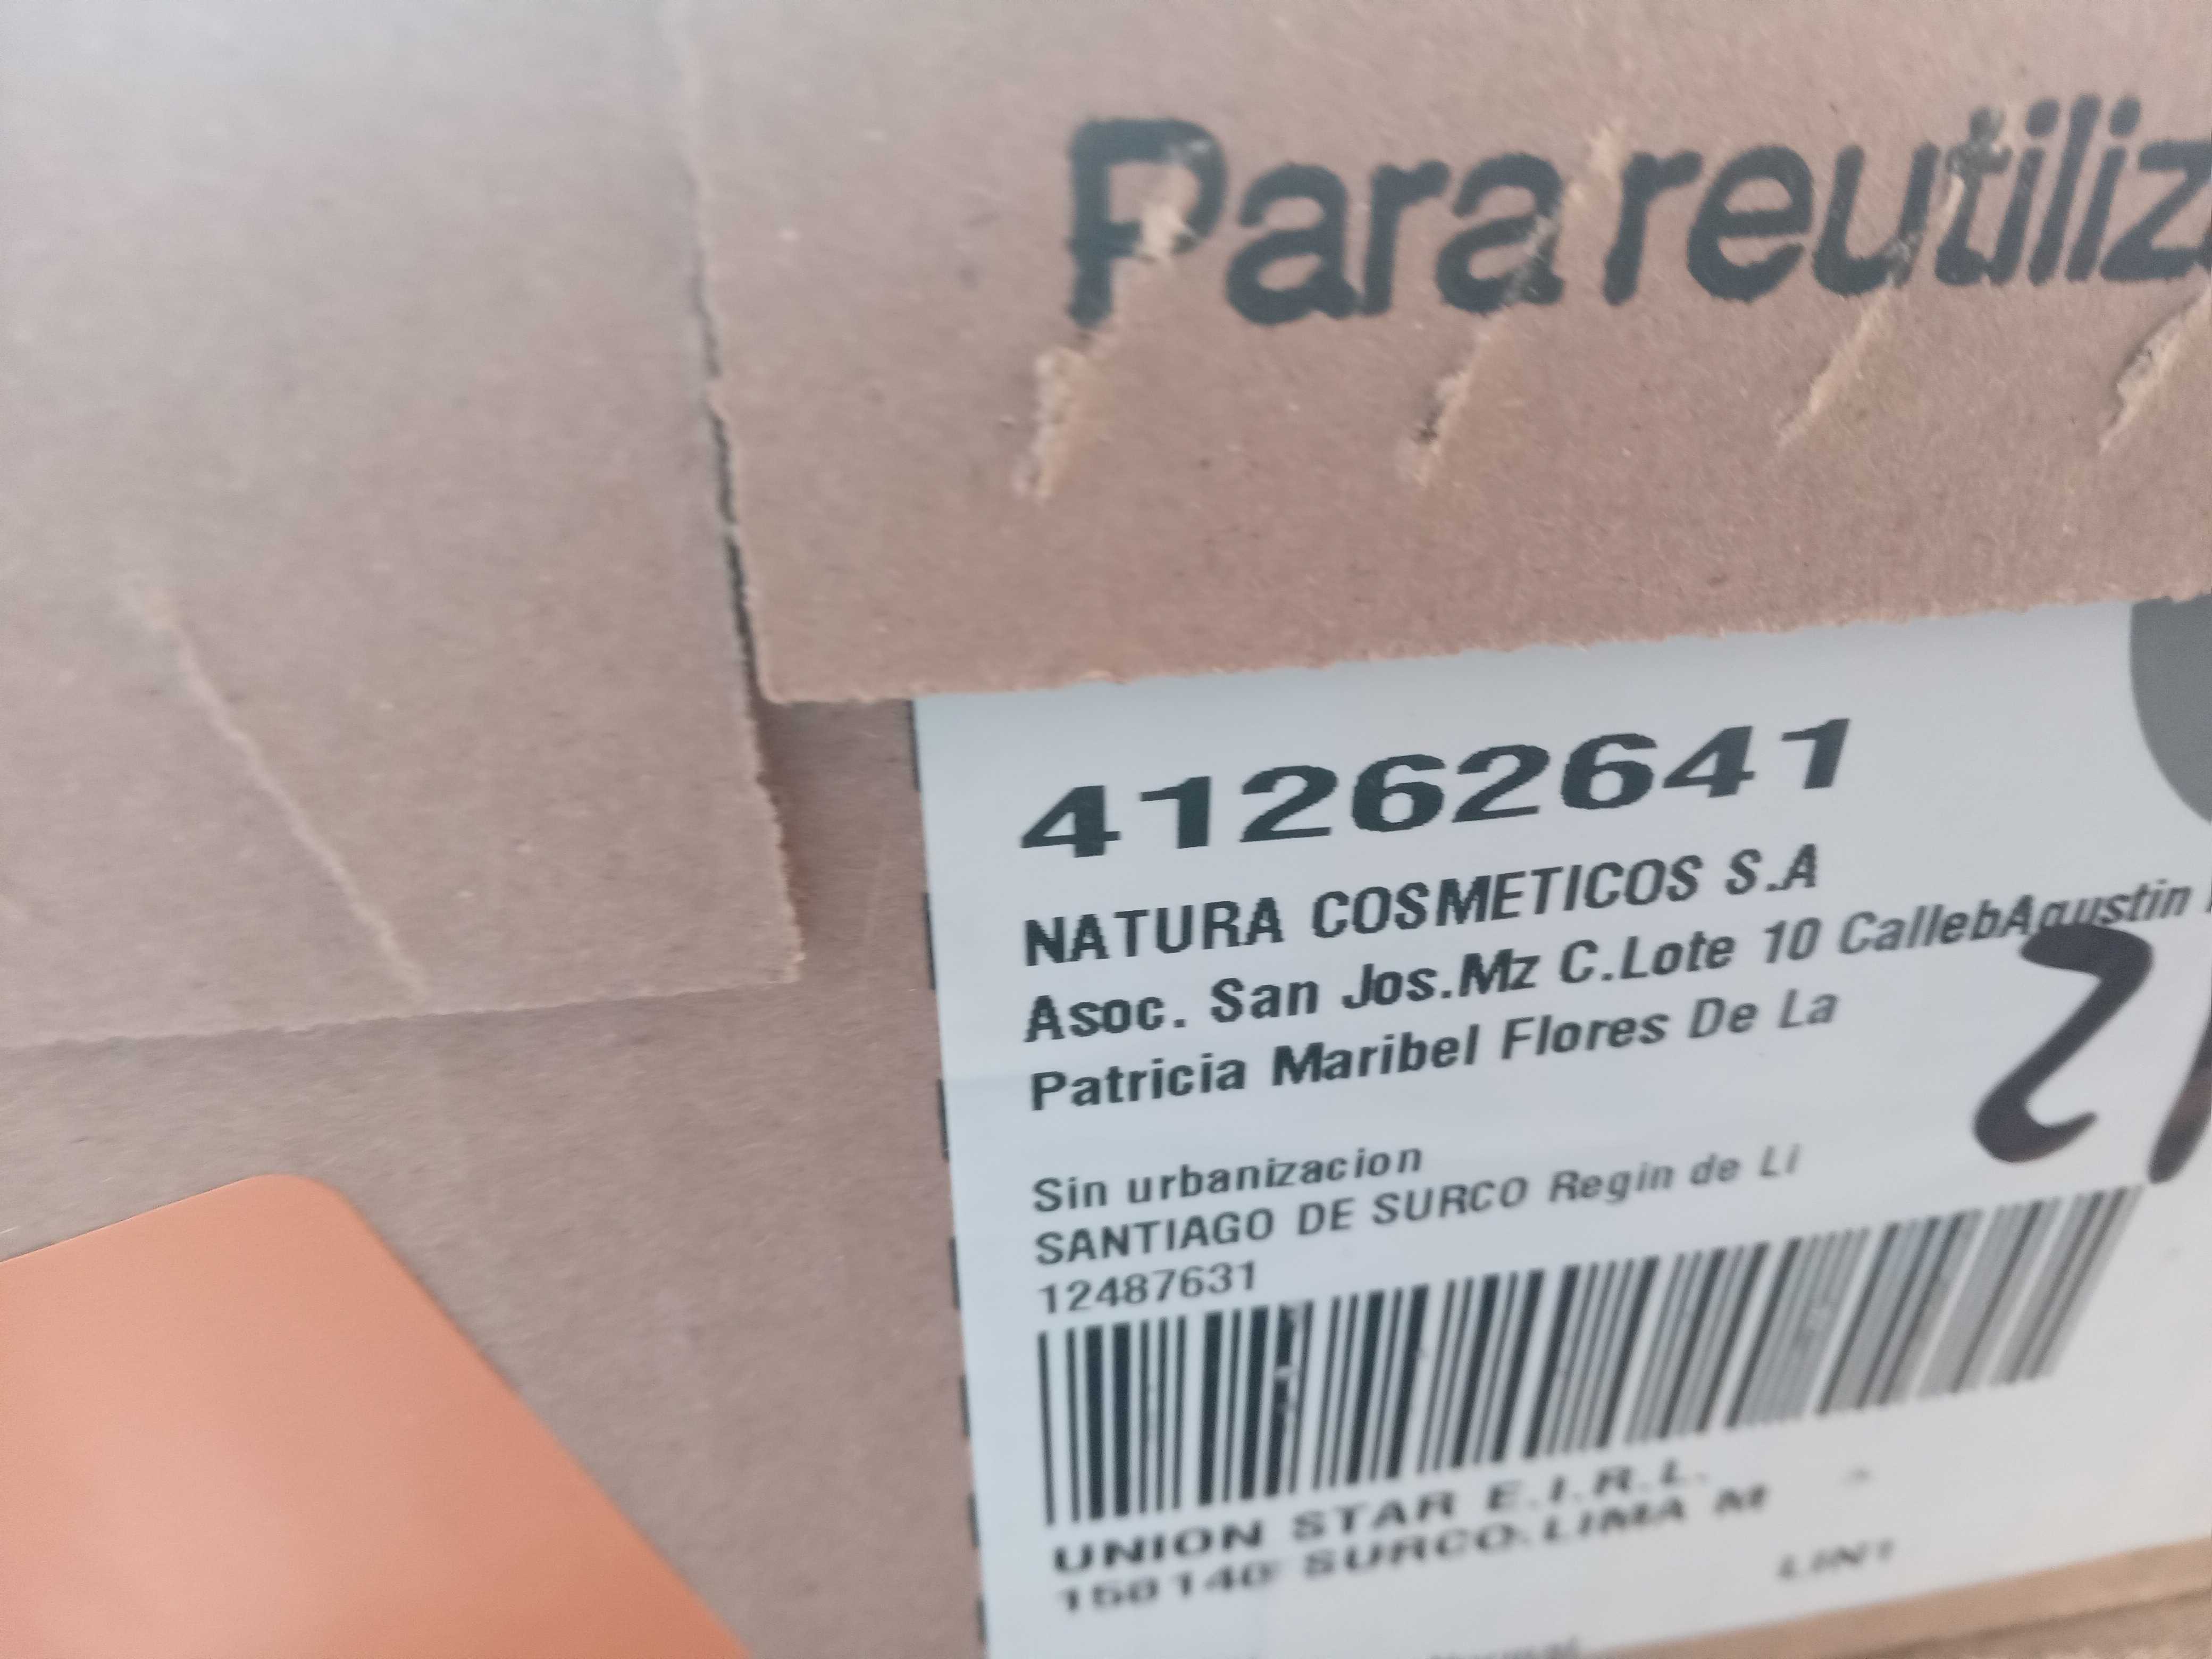 Para reutiliz
41262641
NATURA COSMETICOS S.A
Asoc. San Jos.Mz C.Lote 10 CallebAgustin
Patricia Maribel Flores De La
Sin urbanizacion
SANTIAGO DE SURCO Regin de Li
12487631
UNION STAR E.I.R.L.
150140 SURCO.LIMA M